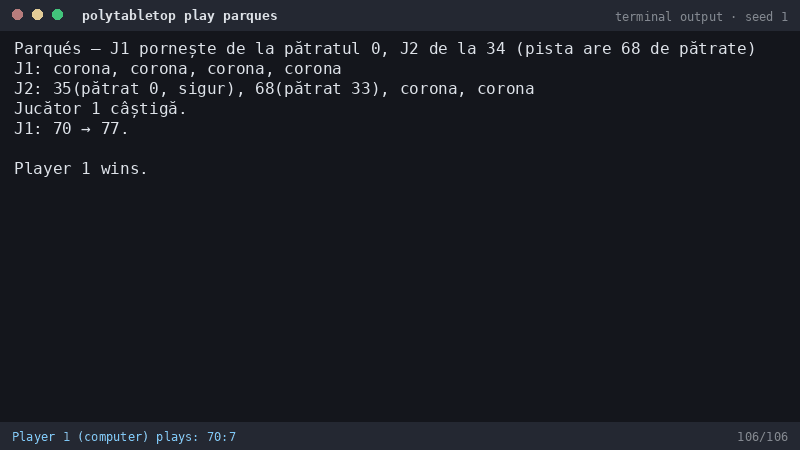 polytabletop play parques
terminal output · seed 1
Parqués — J1 pornește de la pătratul 0, J2 de la 34 (pista are 68 de pătrate)
J1: corona, corona, corona, corona
J2: 35(pătrat 0, sigur), 68(pătrat 33), corona, corona
Jucător 1 câștigă.
J1: 70 → 77.
Player 1 wins.
Player 1 (computer) plays: 70:7
106/106